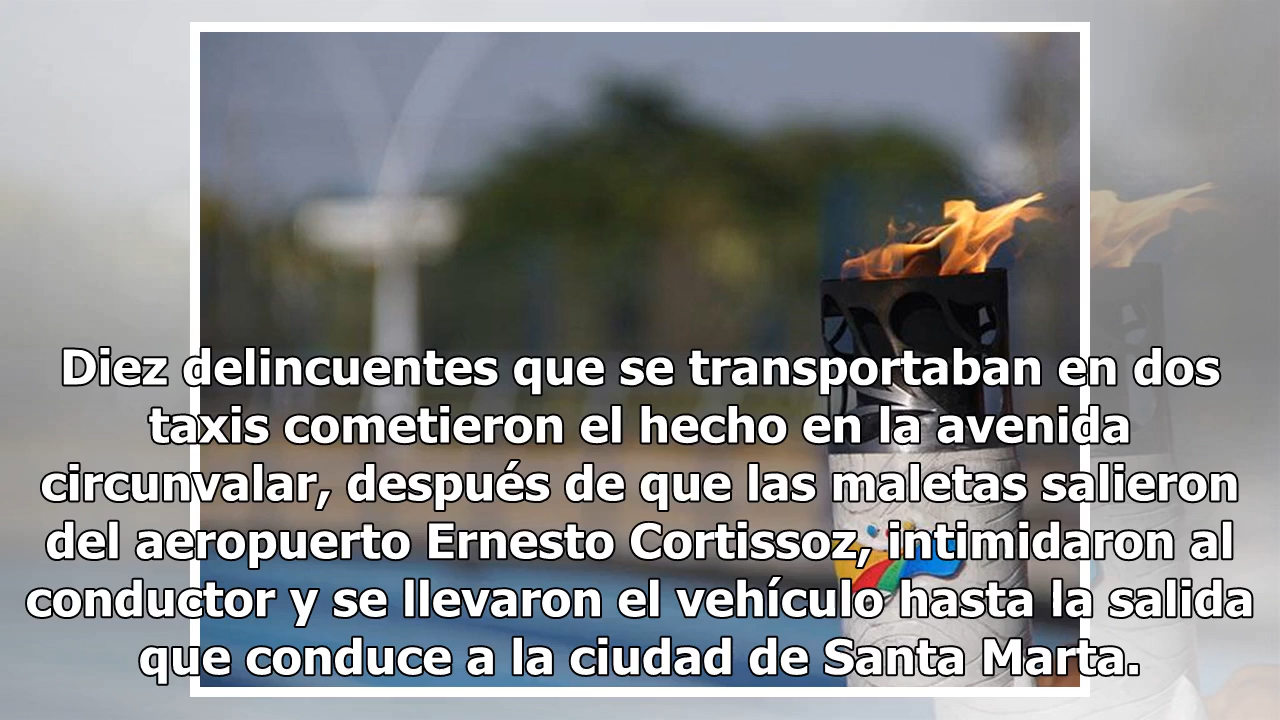 Diez delincuentes que se transportaban en dos
taxis cometieron el hecho en la avenida
circunvalar, después de que las maletas salieron
del aeropuerto Ernesto Cortissoz, intimidaron al
conductor y se llevaron el vehículo hasta la salida
que conduce a la ciudad de Santa Marta.